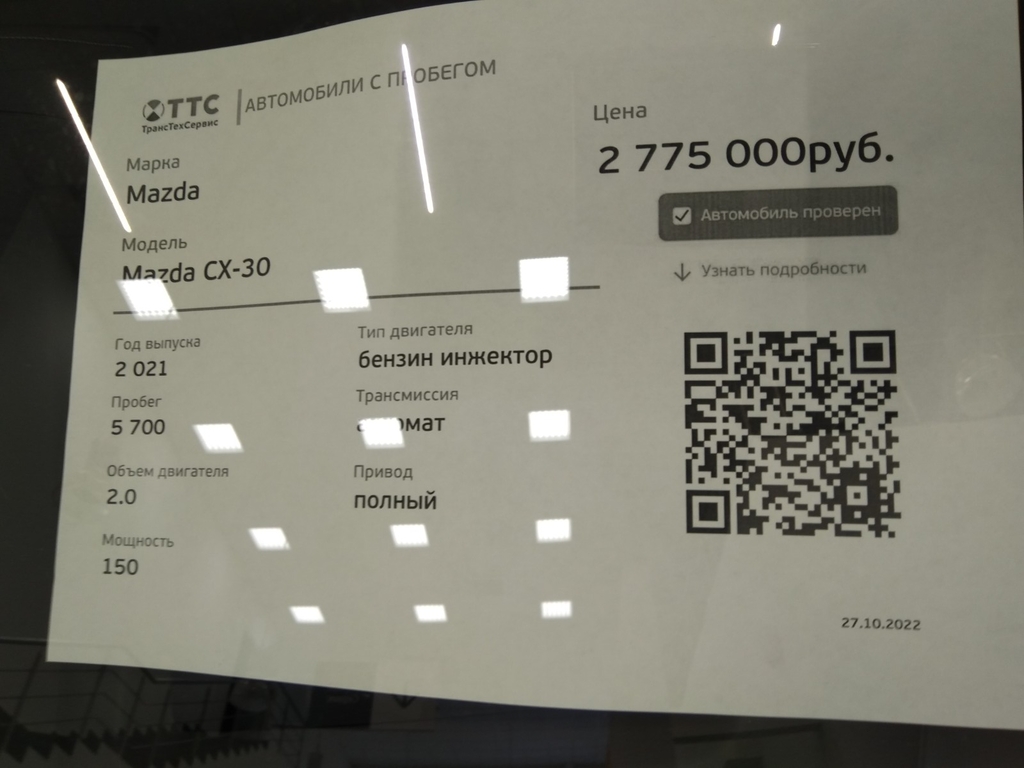 ТТС
ТрансТехСервис
АВТОМОБИЛИ С ПРОБЕГОМ
Марка
Mazda
Модель
Mazda CX-30
Год выпуска
2 021
Пробег
5 700
Объем двигателя
2.0
Мощность
150
Тип двигателя
бензин инжектор
Трансмиссия
автомат
Привод
полный
Цена
2 775 000руб.
Автомобиль проверен
Узнать подробности
27.10.2022